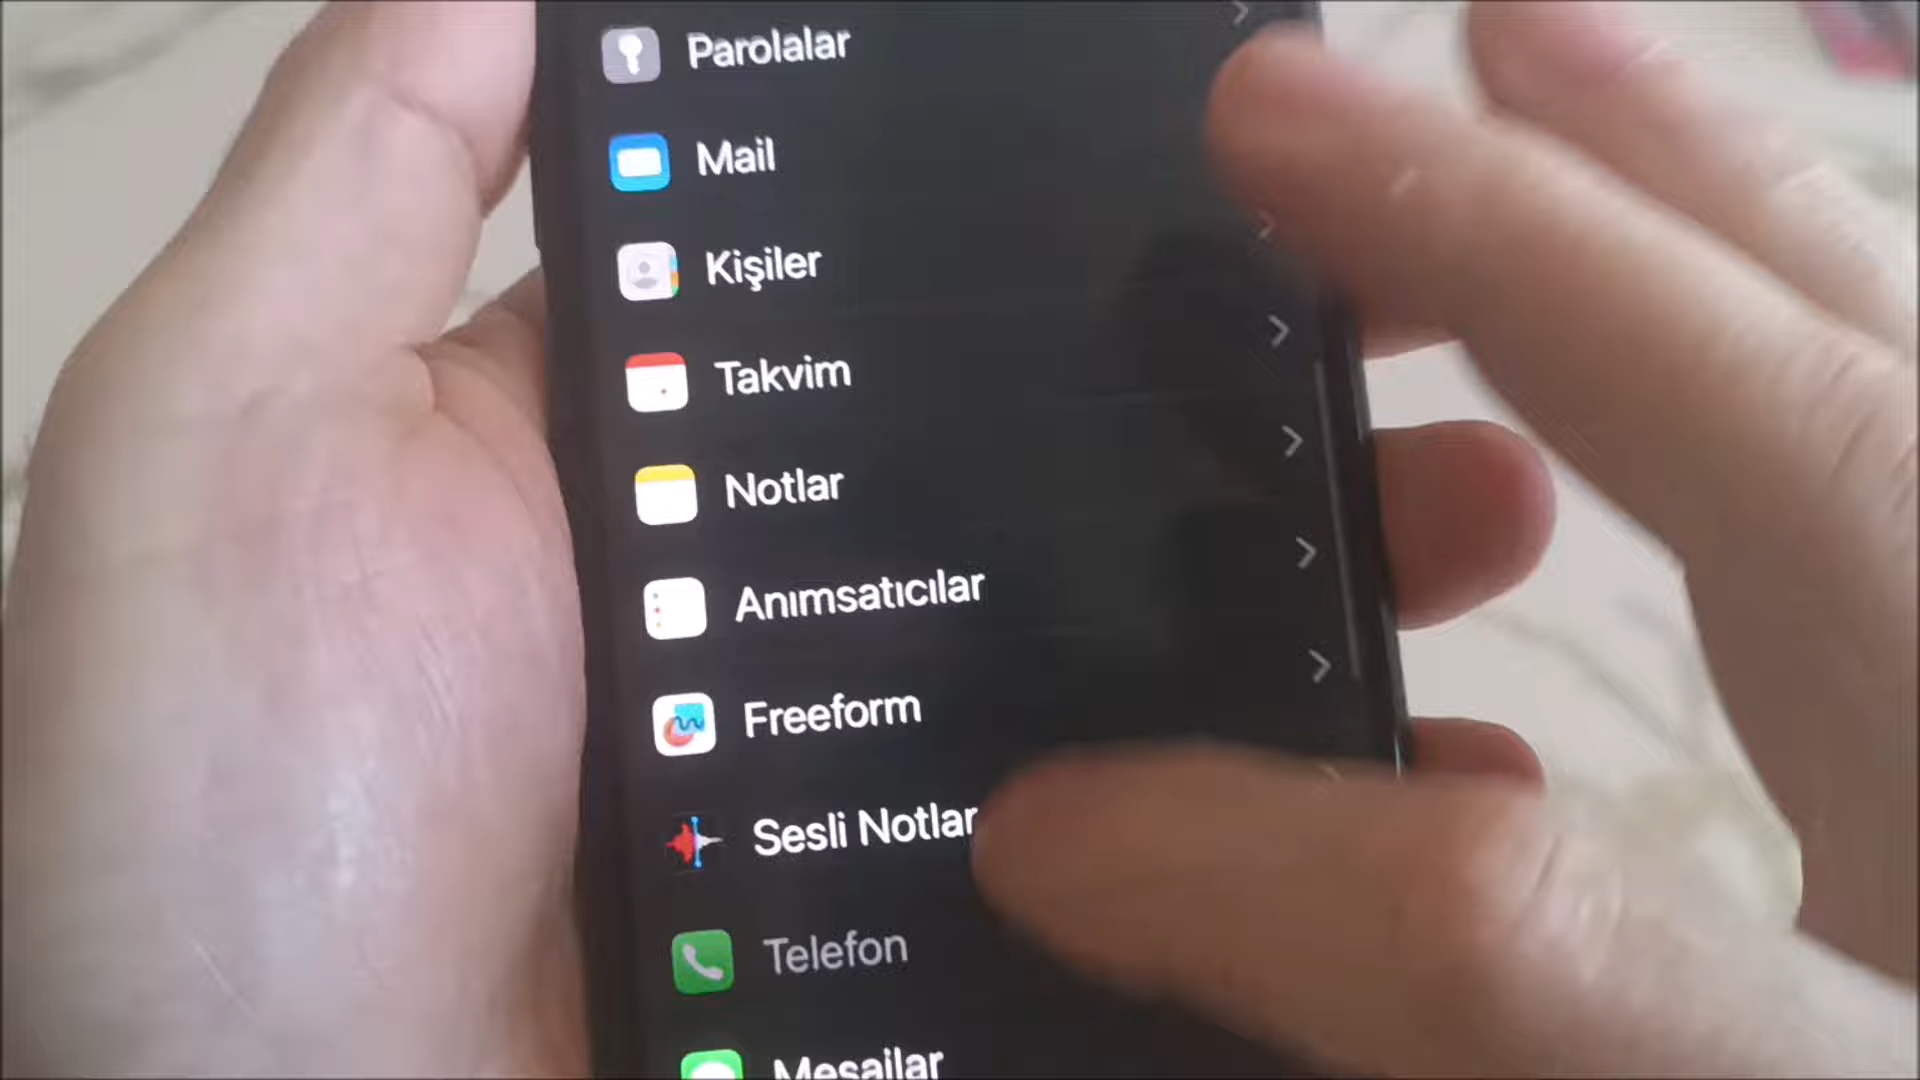 Parolalar
Mail
Kişiler
Takvim
Notlar
Anımsatıcılar
Freeform
Sesli Notlar
Telefon
Mesajlar